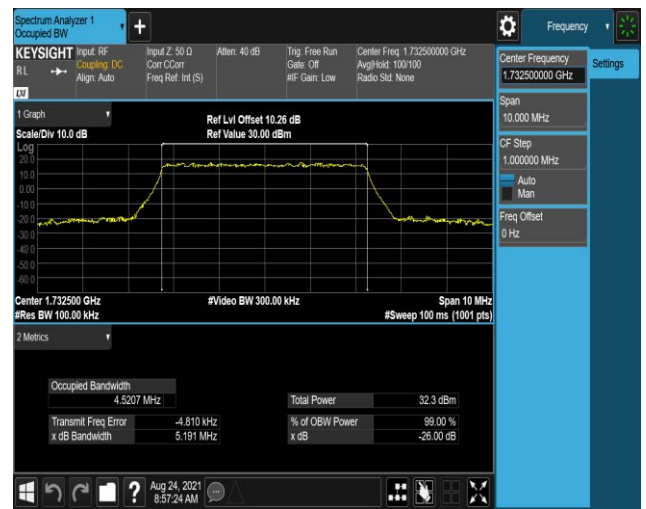 Spectrum Analyzer 1
Occupied BW
+
Frequency
KEYSIGHT
RL
LXI
Input: RF
Coupling: DC
Align: Auto
Input Z: 50 Ω
Corr CCorr
Freq Ref: Int (S)
Atten: 40 dB
Trig: Free Run
Gate: Off
#IF Gain: Low
Center Freq: 1.732500000 GHz
Avg|Hold: 100/100
Radio Std: None
Center Frequency
1.732500000 GHz
Settings
Span
10.000 MHz
CF Step
1.000000 MHz
Auto
Man
Freq Offset
0 Hz
1 Graph
Scale/Div 10.0 dB
Ref Lvl Offset 10.26 dB
Ref Value 30.00 dBm
Log
20.0
10.0
0.00
-10.0
-20.0
-30.0
-40.0
-50.0
-60.0
Center 1.732500 GHz
#Res BW 100.00 kHz
#Video BW 300.00 kHz
Span 10 MHz
#Sweep 100 ms (1001 pts)
2 Metrics
Occupied Bandwidth
4.5207 MHz
Total Power 32.3 dBm
Transmit Freq Error -4.810 kHz
% of OBW Power 99.00 %
x dB Bandwidth 5.191 MHz
x dB -26.00 dB
?
Aug 24, 2021
8:57:24 AM